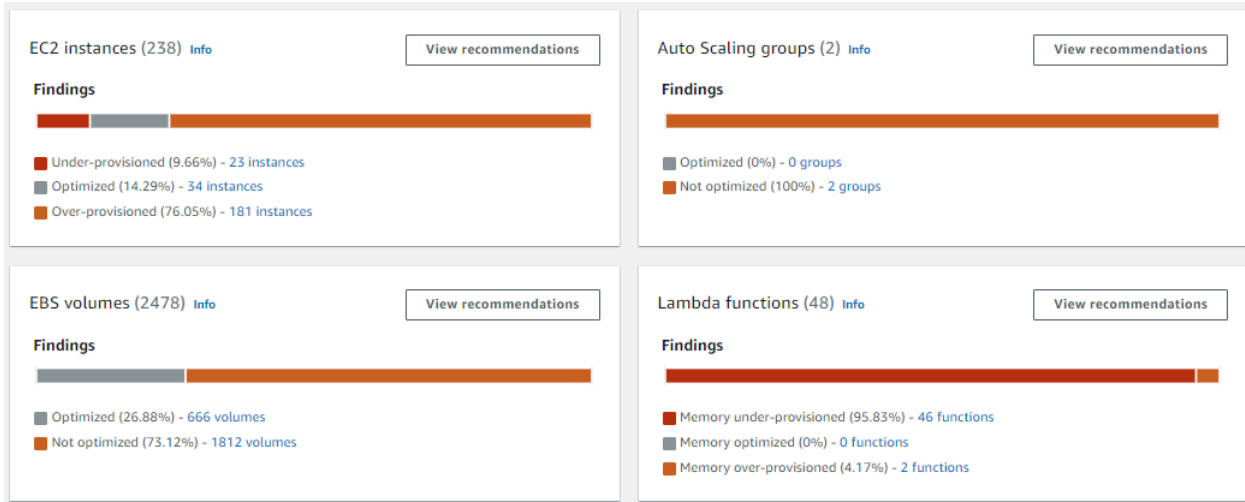 EC2 instances (238) Info
View recommendations
Findings
Under-provisioned (9.66%) - 23 instances
Optimized (14.29%) - 34 instances
Over-provisioned (76.05%) - 181 instances
Auto Scaling groups (2) Info
View recommendations
Findings
Optimized (0%) - 0 groups
Not optimized (100%) - 2 groups
EBS volumes (2478) Info
View recommendations
Findings
Optimized (26.88%) - 666 volumes
Not optimized (73.12%) - 1812 volumes
Lambda functions (48) Info
View recommendations
Findings
Memory under-provisioned (95.83%) - 46 functions
Memory optimized (0%) - 0 functions
Memory over-provisioned (4.17%) - 2 functions